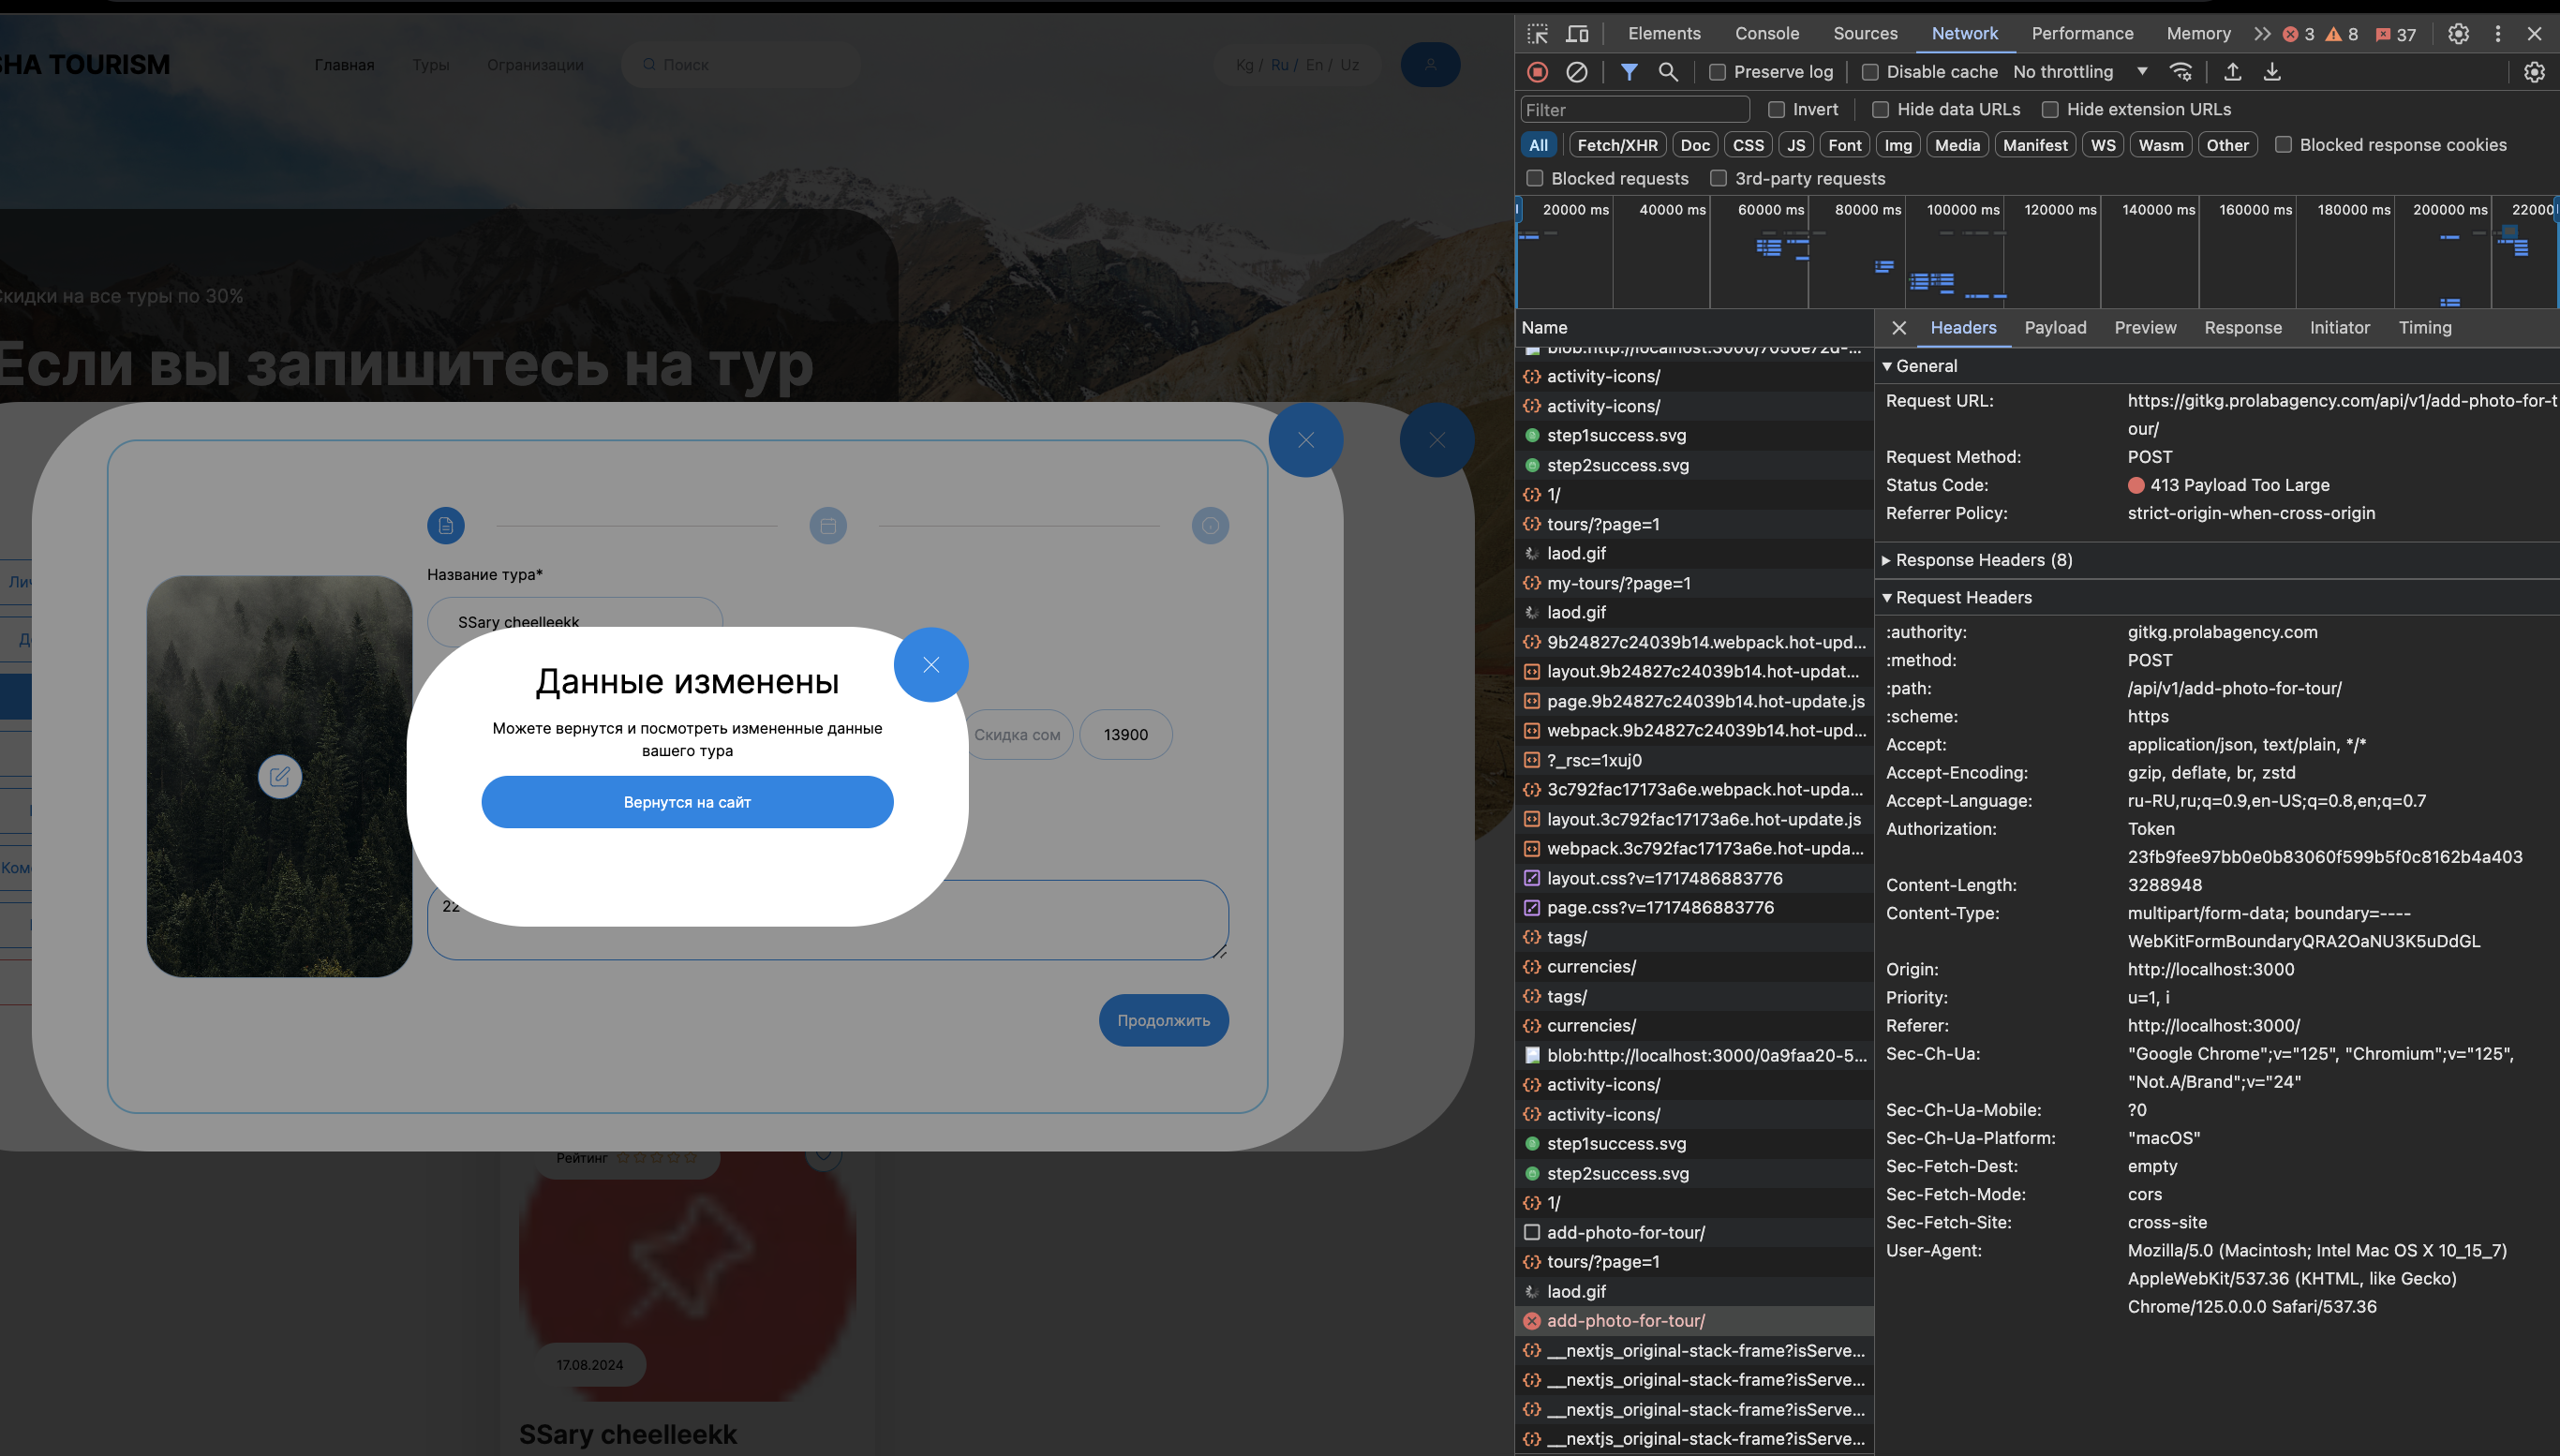 SHA TOURISM
Главная
Туры
Огранизации
Поиск
Kg / Ru / En / Uz
Скидки на все туры по 30%
Если вы запишитесь на тур
Название тура*
SSary cheelleekk
Данные изменены
Можете вернутся и посмотреть измененные данные
вашего тура
Вернутся на сайт
Скидка сом
13900
22
Продолжить
Рейтинг
17.08.2024
SSary cheelleekk
Elements
Console
Sources
Network
Performance
Memory
3
8
37
Preserve log
Disable cache
No throttling
Filter
Invert
Hide data URLs
Hide extension URLs
All
Fetch/XHR
Doc
CSS
JS
Font
Img
Media
Manifest
WS
Wasm
Other
Blocked response cookies
Blocked requests
3rd-party requests
20000 ms
40000 ms
60000 ms
80000 ms
100000 ms
120000 ms
140000 ms
160000 ms
180000 ms
200000 ms
22000
Name
blob:http://localhost:3000/7056e72d-...
activity-icons/
activity-icons/
step1success.svg
step2success.svg
1/
tours/?page=1
laod.gif
my-tours/?page=1
laod.gif
9b24827c24039b14.webpack.hot-upd...
layout.9b24827c24039b14.hot-updat...
page.9b24827c24039b14.hot-update.js
webpack.9b24827c24039b14.hot-upd...
?_rsc=1xuj0
3c792fac17173a6e.webpack.hot-upda...
layout.3c792fac17173a6e.hot-update.js
webpack.3c792fac17173a6e.hot-upda...
layout.css?v=1717486883776
page.css?v=1717486883776
tags/
currencies/
tags/
currencies/
blob:http://localhost:3000/0a9faa20-5...
activity-icons/
activity-icons/
step1success.svg
step2success.svg
1/
add-photo-for-tour/
tours/?page=1
laod.gif
add-photo-for-tour/
__nextjs_original-stack-frame?isServe...
__nextjs_original-stack-frame?isServe...
__nextjs_original-stack-frame?isServe...
__nextjs_original-stack-frame?isServe...
Headers
Payload
Preview
Response
Initiator
Timing
General
Request URL: https://gitkg.prolabagency.com/api/v1/add-photo-for-t
our/
Request Method: POST
Status Code: 413 Payload Too Large
Referrer Policy: strict-origin-when-cross-origin
Response Headers (8)
Request Headers
:authority: gitkg.prolabagency.com
:method: POST
:path: /api/v1/add-photo-for-tour/
:scheme: https
Accept: application/json, text/plain, */*
Accept-Encoding: gzip, deflate, br, zstd
Accept-Language: ru-RU,ru;q=0.9,en-US;q=0.8,en;q=0.7
Authorization: Token
23fb9fee97bb0e0b83060f599b5f0c8162b4a403
Content-Length: 3288948
Content-Type: multipart/form-data; boundary=----
WebKitFormBoundaryQRA2OaNU3K5uDdGL
Origin: http://localhost:3000
Priority: u=1, i
Referer: http://localhost:3000/
Sec-Ch-Ua: "Google Chrome";v="125", "Chromium";v="125",
"Not.A/Brand";v="24"
Sec-Ch-Ua-Mobile: ?0
Sec-Ch-Ua-Platform: "macOS"
Sec-Fetch-Dest: empty
Sec-Fetch-Mode: cors
Sec-Fetch-Site: cross-site
User-Agent: Mozilla/5.0 (Macintosh; Intel Mac OS X 10_15_7)
AppleWebKit/537.36 (KHTML, like Gecko)
Chrome/125.0.0.0 Safari/537.36